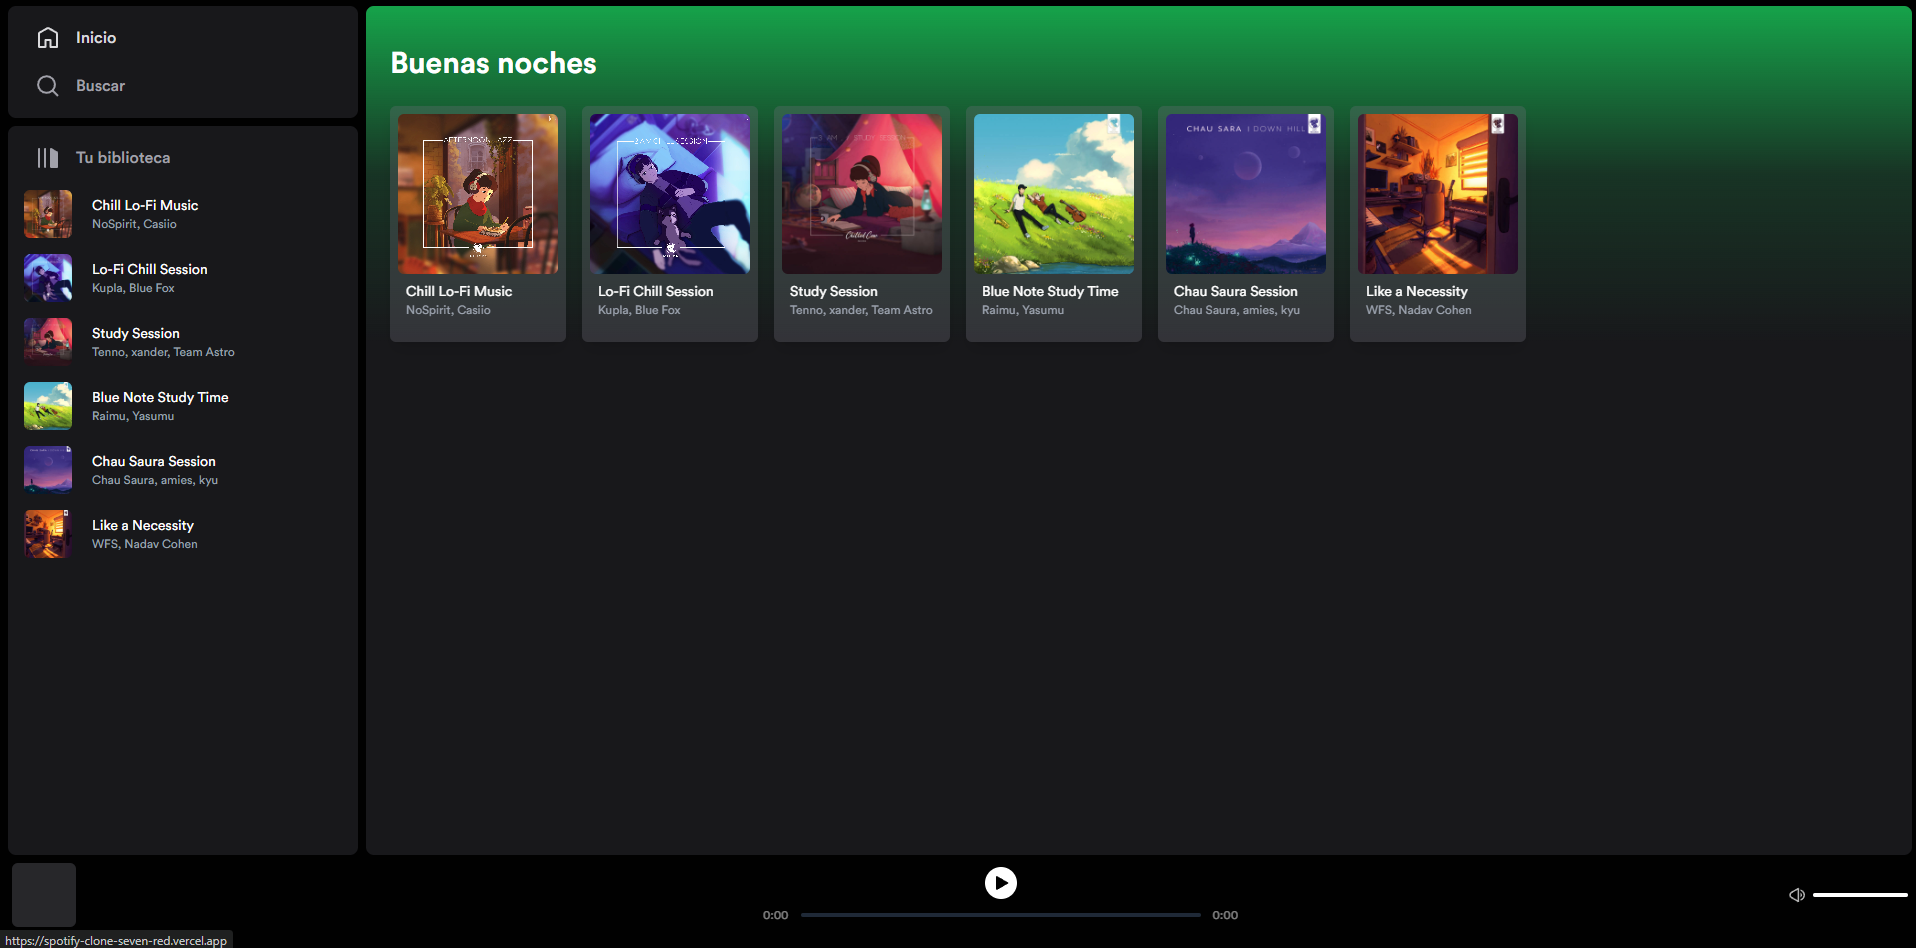 Inicio
Buscar
Tu biblioteca
Chill Lo-Fi Music
NoSpirit, Casiio
Lo-Fi Chill Session
Kupla, Blue Fox
Study Session
Tenno, xander, Team Astro
Blue Note Study Time
Raimu, Yasumu
Chau Saura Session
Chau Saura, amies, kyu
Like a Necessity
WFS, Nadav Cohen
Buenas noches
CHAU SARA I DOWN HILL
Chill Lo-Fi Music
NoSpirit, Casiio
Lo-Fi Chill Session
Kupla, Blue Fox
Study Session
Tenno, xander, Team Astro
Blue Note Study Time
Raimu, Yasumu
Chau Saura Session
Chau Saura, amies, kyu
Like a Necessity
WFS, Nadav Cohen
0:00
0:00
https://spotify-clone-seven-red.vercel.app